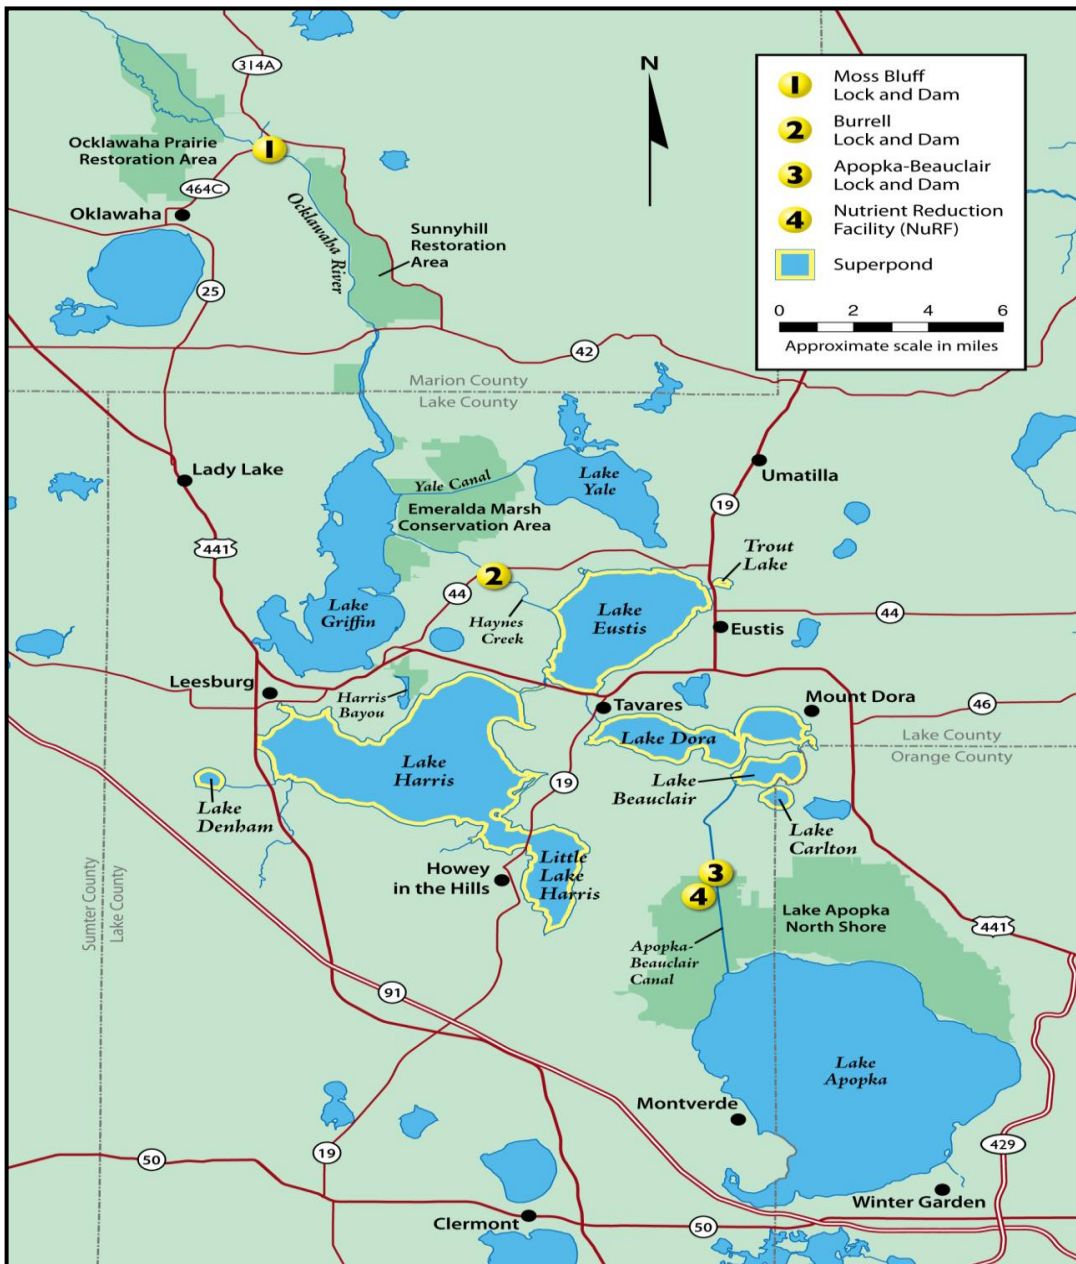 314A
N
1
Moss Bluff
Lock and Dam
2
Burrell
Lock and Dam
3
Apopka-Beauclair
Lock and Dam
4
Nutrient Reduction
Facility (NuRF)
Superpond
0 2 4 6
Approximate scale in miles
Ocklawaha Prairie
Restoration Area
1
464C
Oklawaha
Ocklawaha River
Sunnyhill
Restoration
Area
25
42
Marion County
Lake County
Lady Lake
Umatilla
Lake
Yale
Yale Canal
Emeralda Marsh
Conservation Area
19
441
Trout
Lake
2
44
Lake
Griffin
Haynes
Creek
Lake
Eustis
44
Eustis
Leesburg
Harris
Bayou
Tavares
Mount Dora
46
Lake Dora
Lake County
Orange County
Lake
Harris
19
Lake
Beauclair
Lake
Denham
Lake
Carlton
Howey
in the Hills
Little
Lake
Harris
3
4
Sumter County
Lake County
Lake Apopka
North Shore
441
Apopka-
Beauclair
Canal
91
Lake
Apopka
Montverde
50
19
429
Winter Garden
Clermont
50